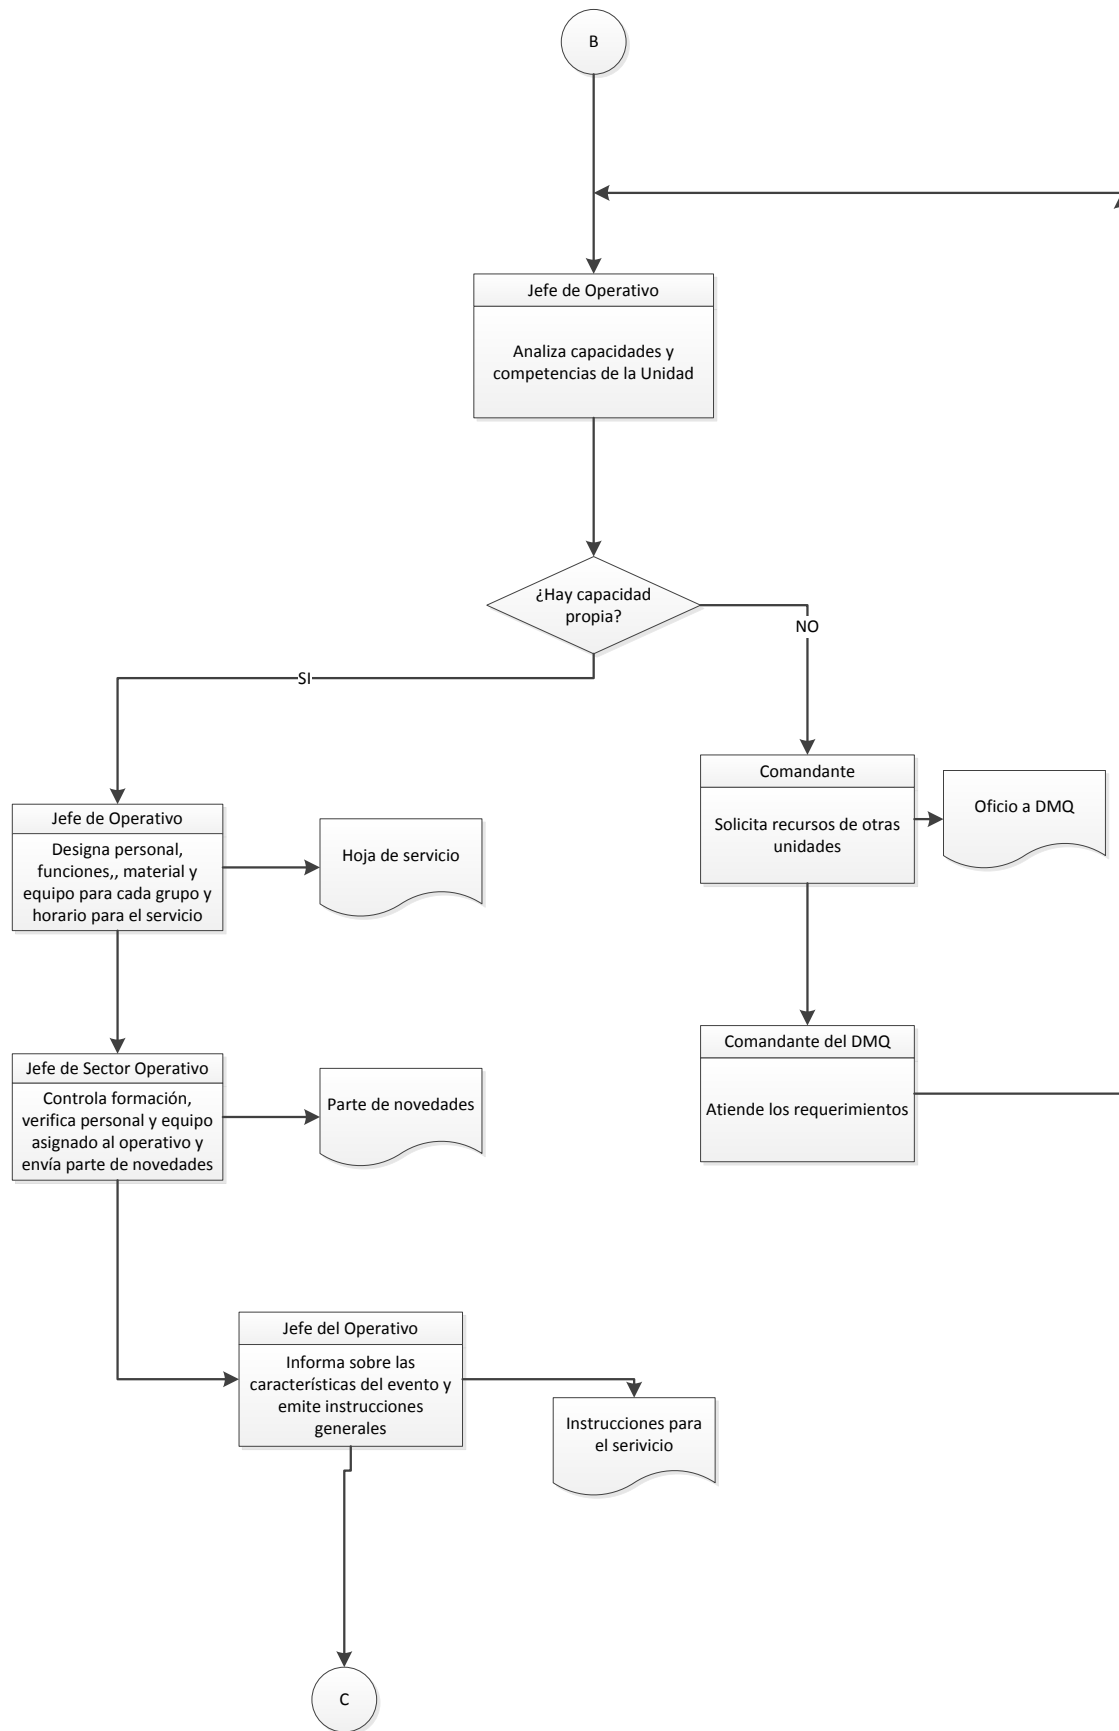 B
Jefe de Operativo
Analiza capacidades y
competencias de la Unidad
¿Hay capacidad
propia?
NO
SI
Comandante
Solicita recursos de otras
unidades
Oficio a DMQ
Jefe de Operativo
Designa personal,
funciones,, material y
equipo para cada grupo y
horario para el servicio
Hoja de servicio
Comandante del DMQ
Atiende los requerimientos
Jefe de Sector Operativo
Controla formación,
verifica personal y equipo
asignado al operativo y
envía parte de novedades
Parte de novedades
Jefe del Operativo
Informa sobre las
características del evento y
emite instrucciones
generales
Instrucciones para
el serivicio
C